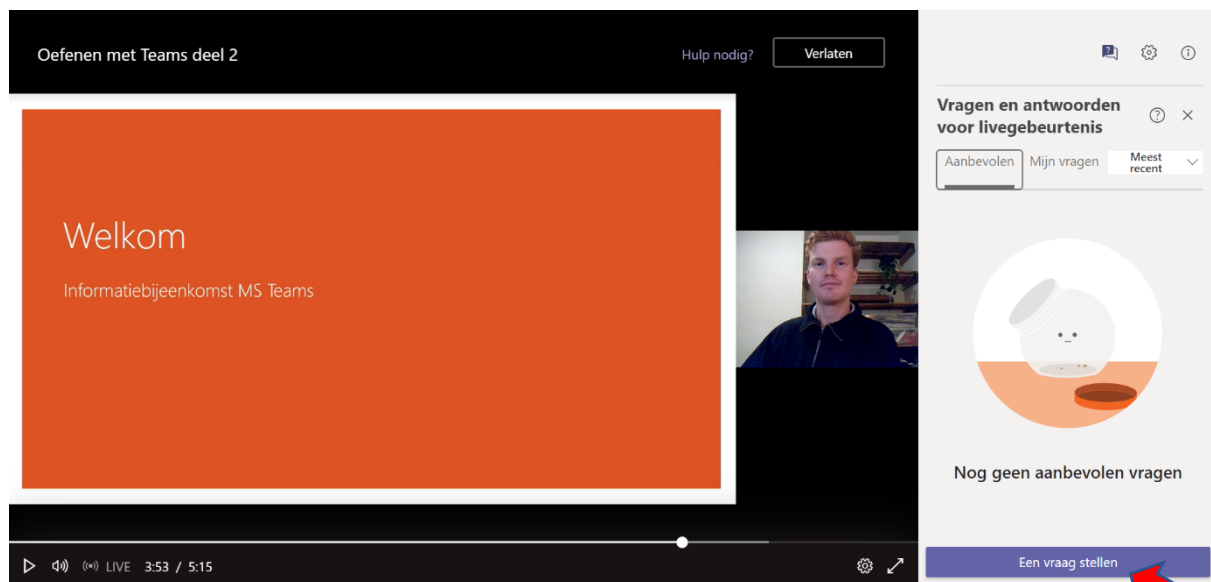 Oefenen met Teams deel 2
Hulp nodig?
Verlaten
Welkom
Informatiebijeenkomst MS Teams
LIVE 3:53 / 5:15
Vragen en antwoorden
voor livegebeurtenis
Aanbevolen
Mijn vragen
Meest
recent
Nog geen aanbevolen vragen
Een vraag stellen